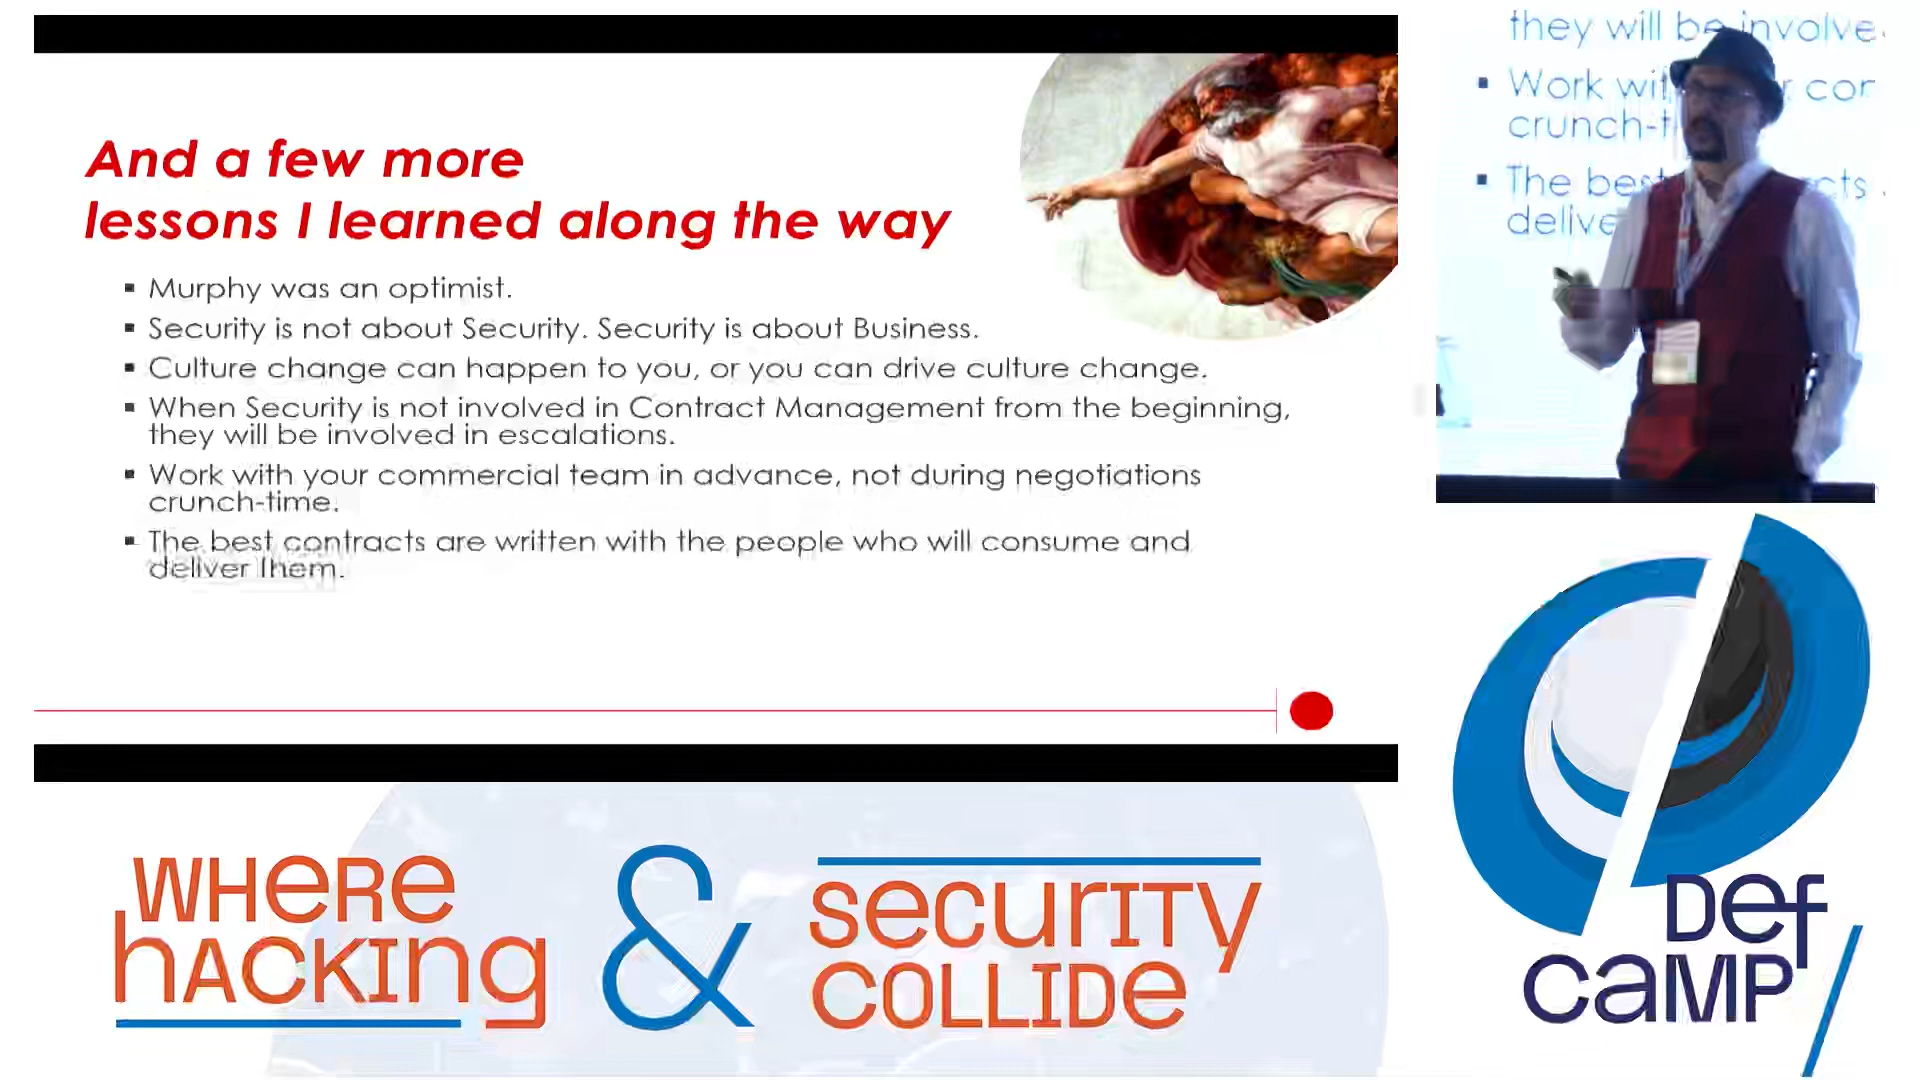 And a few more
lessons I learned along the way
▪ Murphy was an optimist.
▪ Security is not about Security. Security is about Business.
▪ Culture change can happen to you, or you can drive culture change.
▪ When Security is not involved in Contract Management from the beginning,
they will be involved in escalations.
▪ Work with your commercial team in advance, not during negotiations
crunch-time.
▪ The best contracts are written with the people who will consume and
deliver them.
they will be involve
▪ Work wit r con
crunch-t
▪ The best cts
delive
WHere
hACKIng
&
securITy
COLLIDe
Def
CaMP